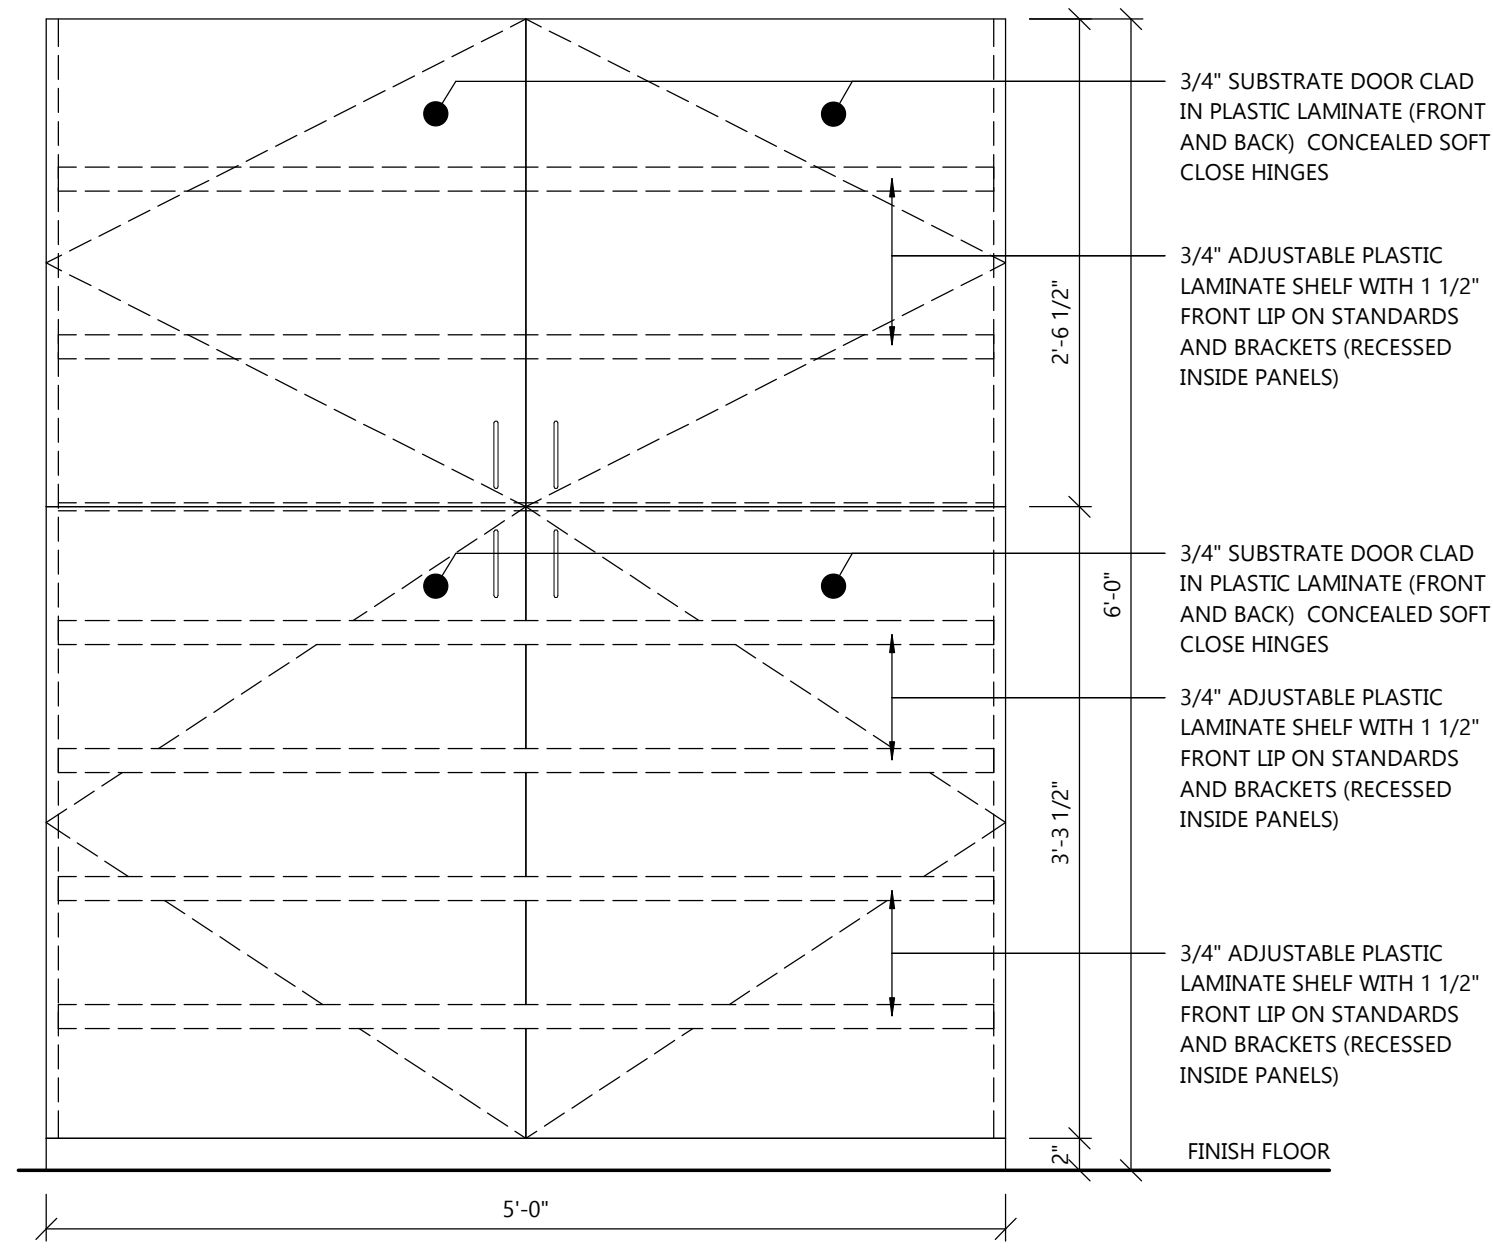 3/4" SUBSTRATE DOOR CLAD
IN PLASTIC LAMINATE (FRONT
AND BACK)  CONCEALED SOFT
CLOSE HINGES
3/4" ADJUSTABLE PLASTIC
LAMINATE SHELF WITH 1 1/2"
FRONT LIP ON STANDARDS
AND BRACKETS (RECESSED
INSIDE PANELS)
2'-6 1/2"
3/4" SUBSTRATE DOOR CLAD
IN PLASTIC LAMINATE (FRONT
AND BACK)  CONCEALED SOFT
CLOSE HINGES
6'-0"
3/4" ADJUSTABLE PLASTIC
LAMINATE SHELF WITH 1 1/2"
FRONT LIP ON STANDARDS
AND BRACKETS (RECESSED
INSIDE PANELS)
3'-3 1/2"
3/4" ADJUSTABLE PLASTIC
LAMINATE SHELF WITH 1 1/2"
FRONT LIP ON STANDARDS
AND BRACKETS (RECESSED
INSIDE PANELS)
2"
FINISH FLOOR
5'-0"